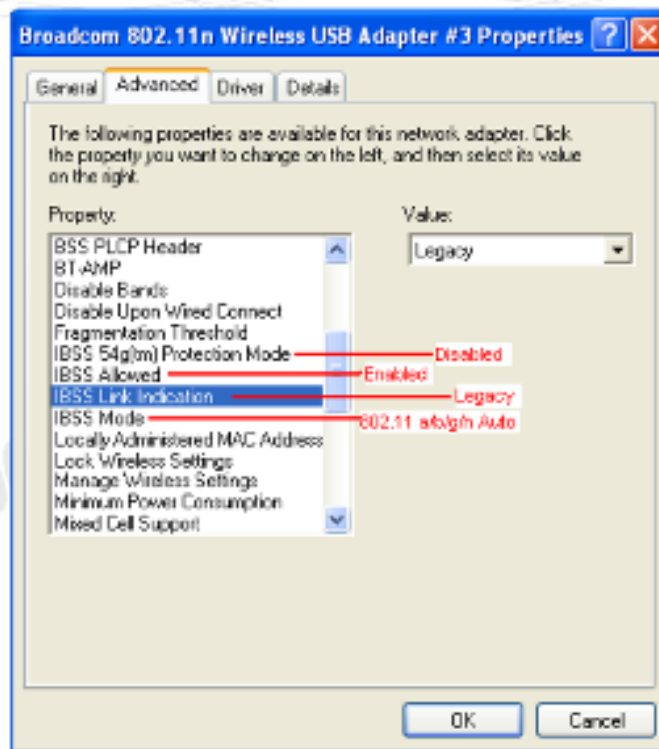 Broadcom 802.11n Wireless USB Adapter #3 Properties
General Advanced Driver Details
The following properties are available for this network adapter. Click
the property you want to change on the left, and then select its value
on the right.
Property:
Value:
BSS PLCP Header
BT-AMP
Disable Bands
Disable Upon Wired Connect
Fragmentation Threshold
IBSS 54g(tm) Protection Mode
Disabled
IBSS Allowed
Enabled
IBSS Link Indication
Legacy
IBSS Mode
802.11 a/b/g/n Auto
Locally Administered MAC Address
Lock Wireless Settings
Manage Wireless Settings
Minimum Power Consumption
Mixed Cell Support
Legacy
OK Cancel